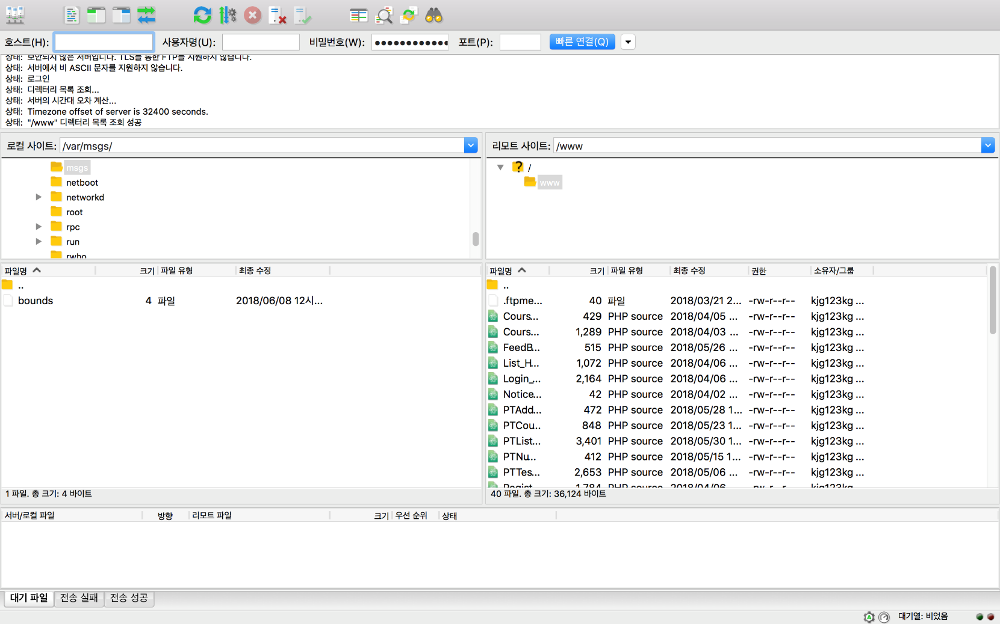 호스트(H): 사용자명(U): 비밀번호(W): ●●●●●●●●●●●● 포트(P): 빠른 연결(Q)
상태: 보안되지 않은 서버입니다. TLS를 통한 FTP를 지원하지 않습니다.
상태: 서버에서 비 ASCII 문자를 지원하지 않습니다.
상태: 로그인
상태: 디렉터리 목록 조회...
상태: 서버의 시간대 오차 계산...
상태: Timezone offset of server is 32400 seconds.
상태: "/www" 디렉터리 목록 조회 성공
로컬 사이트: /var/msgs/
msgs
netboot
networkd
root
rpc
run
rwho
리모트 사이트: /www
/
www
파일명 크기 파일 유형 최종 수정
..
bounds 4 파일 2018/06/08 12시...
1 파일. 총 크기: 4 바이트
파일명 크기 파일 유형 최종 수정 권한 소유자/그룹
..
.ftpme... 40 파일 2018/03/21 2... -rw-r--r-- kjg123kg ...
Cours... 429 PHP source 2018/04/05 ... -rw-r--r-- kjg123kg ...
Cours... 1,289 PHP source 2018/04/03 ... -rw-r--r-- kjg123kg ...
FeedB... 515 PHP source 2018/05/26 ... -rw-r--r-- kjg123kg ...
List_H... 1,072 PHP source 2018/04/06 ... -rw-r--r-- kjg123kg ...
Login_... 2,164 PHP source 2018/04/06 ... -rw-r--r-- kjg123kg ...
Notice... 42 PHP source 2018/04/02 ... -rw-r--r-- kjg123kg ...
PTAdd... 472 PHP source 2018/05/28 1... -rw-r--r-- kjg123kg ...
PTCou... 848 PHP source 2018/05/23 1... -rw-r--r-- kjg123kg ...
PTList... 3,401 PHP source 2018/05/30 1... -rw-r--r-- kjg123kg ...
PTNu... 412 PHP source 2018/05/15 1... -rw-r--r-- kjg123kg ...
PTTes... 2,653 PHP source 2018/05/06 ... -rw-r--r-- kjg123kg ...
Regist... 1,784 PHP source 2018/04/06 ... -rw-r--r-- kjg123kg ...
40 파일. 총 크기: 36,124 바이트
서버/로컬 파일 방향 리모트 파일 크기 우선 순위 상태
대기 파일 전송 실패 전송 성공
대기열: 비었음